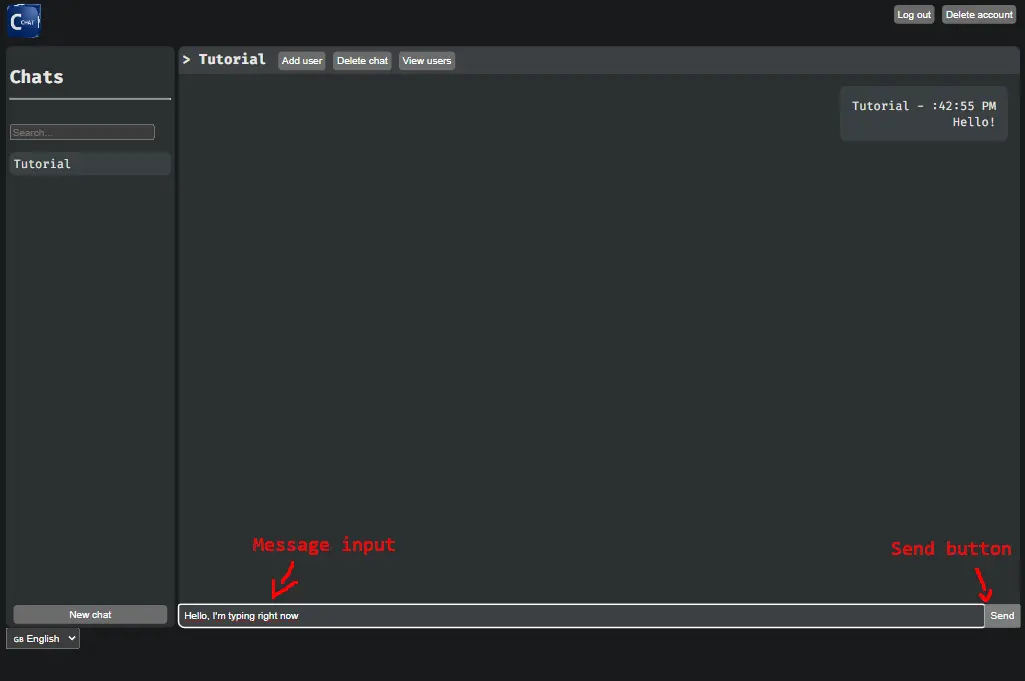 C CHAT
Log out Delete account
Chats
> Tutorial Add user Delete chat View users
Tutorial - :42:55 PM
Hello!
Search...
Tutorial
Message input
Send button
New chat
Hello, I'm typing right now
Send
GB English